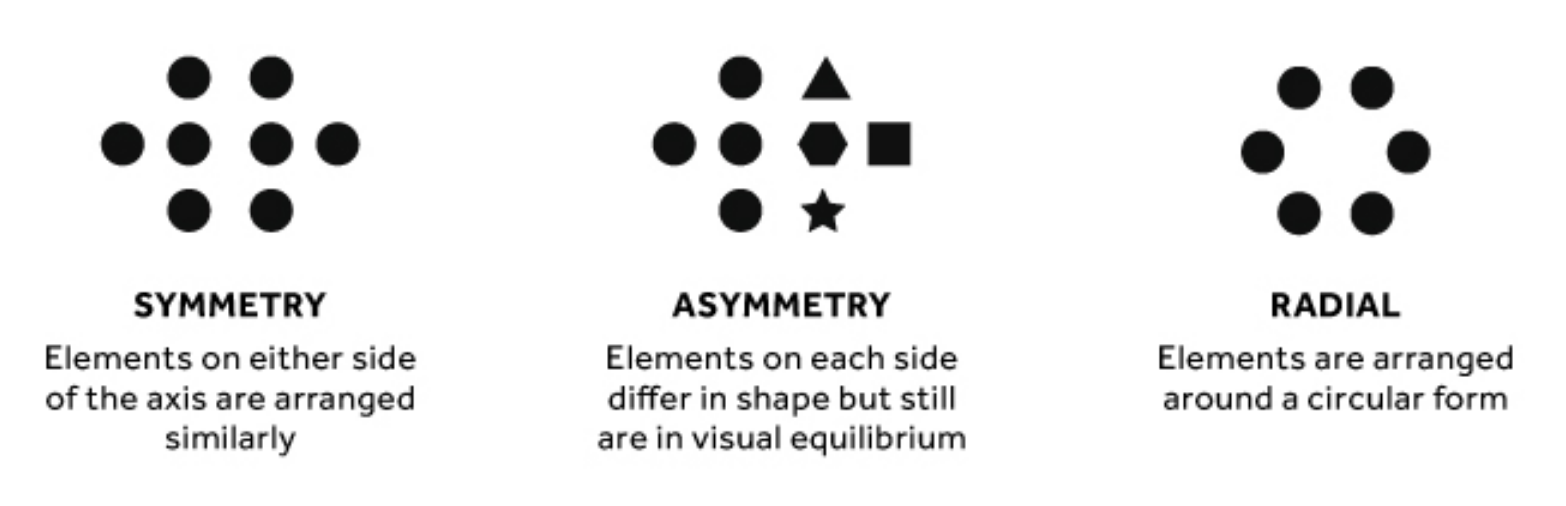 SYMMETRY
Elements on either side
of the axis are arranged
similarly
ASYMMETRY
Elements on each side
differ in shape but still
are in visual equilibrium
RADIAL
Elements are arranged
around a circular form